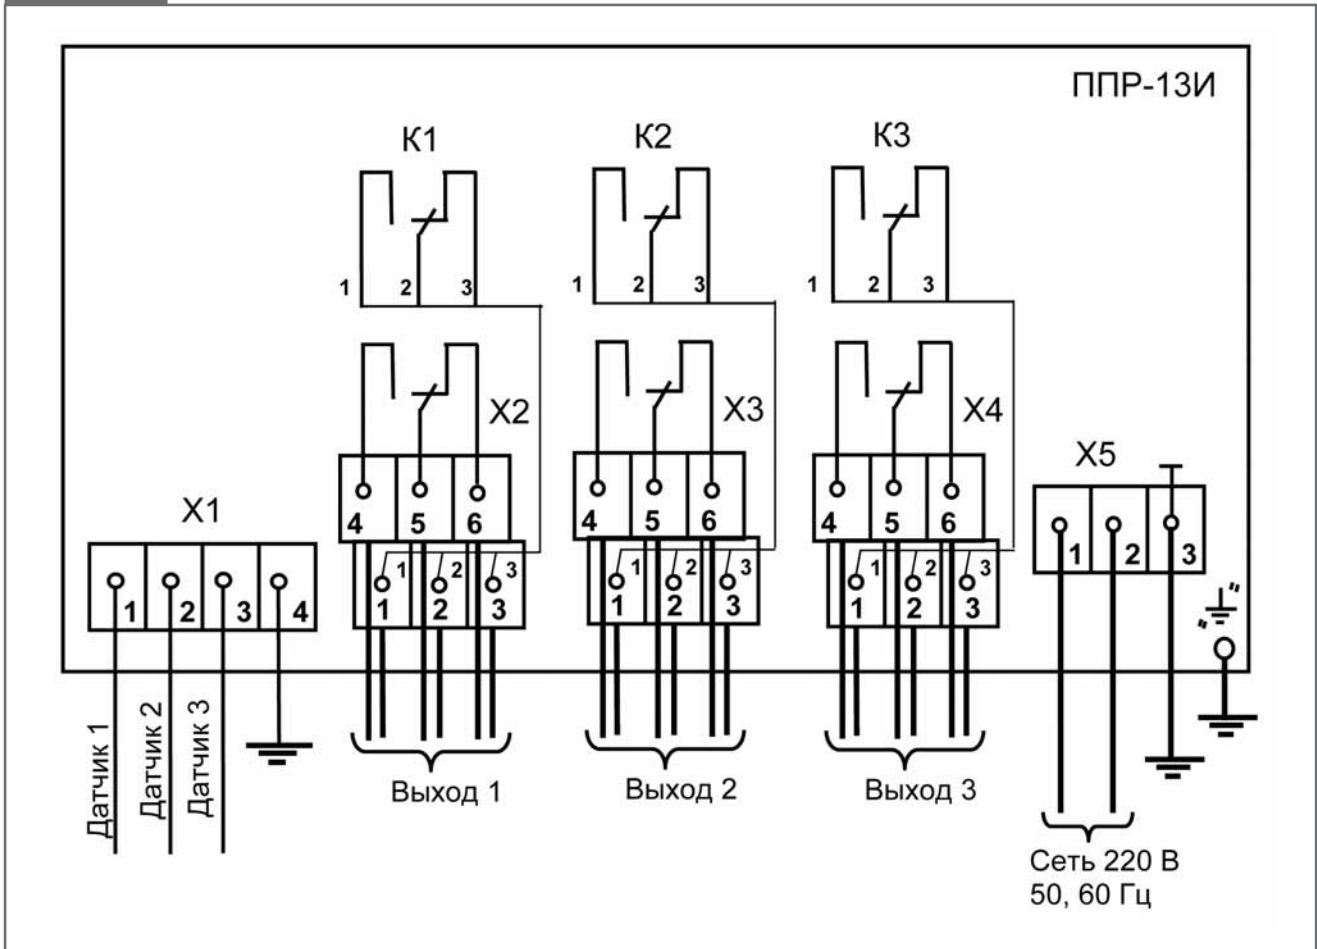 ППР-13И
К1
К2
К3
1 2 3
1 2 3
1 2 3
Х2
Х3
Х4
Х5
Х1
4 5 6
4 5 6
4 5 6
1 2 3
1 2 3
1 2 3
1 2 3
1 2 3
1 2 3
1 2 3
1 2 3 4
" "
Датчик 1
Датчик 2
Датчик 3
Выход 1
Выход 2
Выход 3
Сеть 220 В
50, 60 Гц